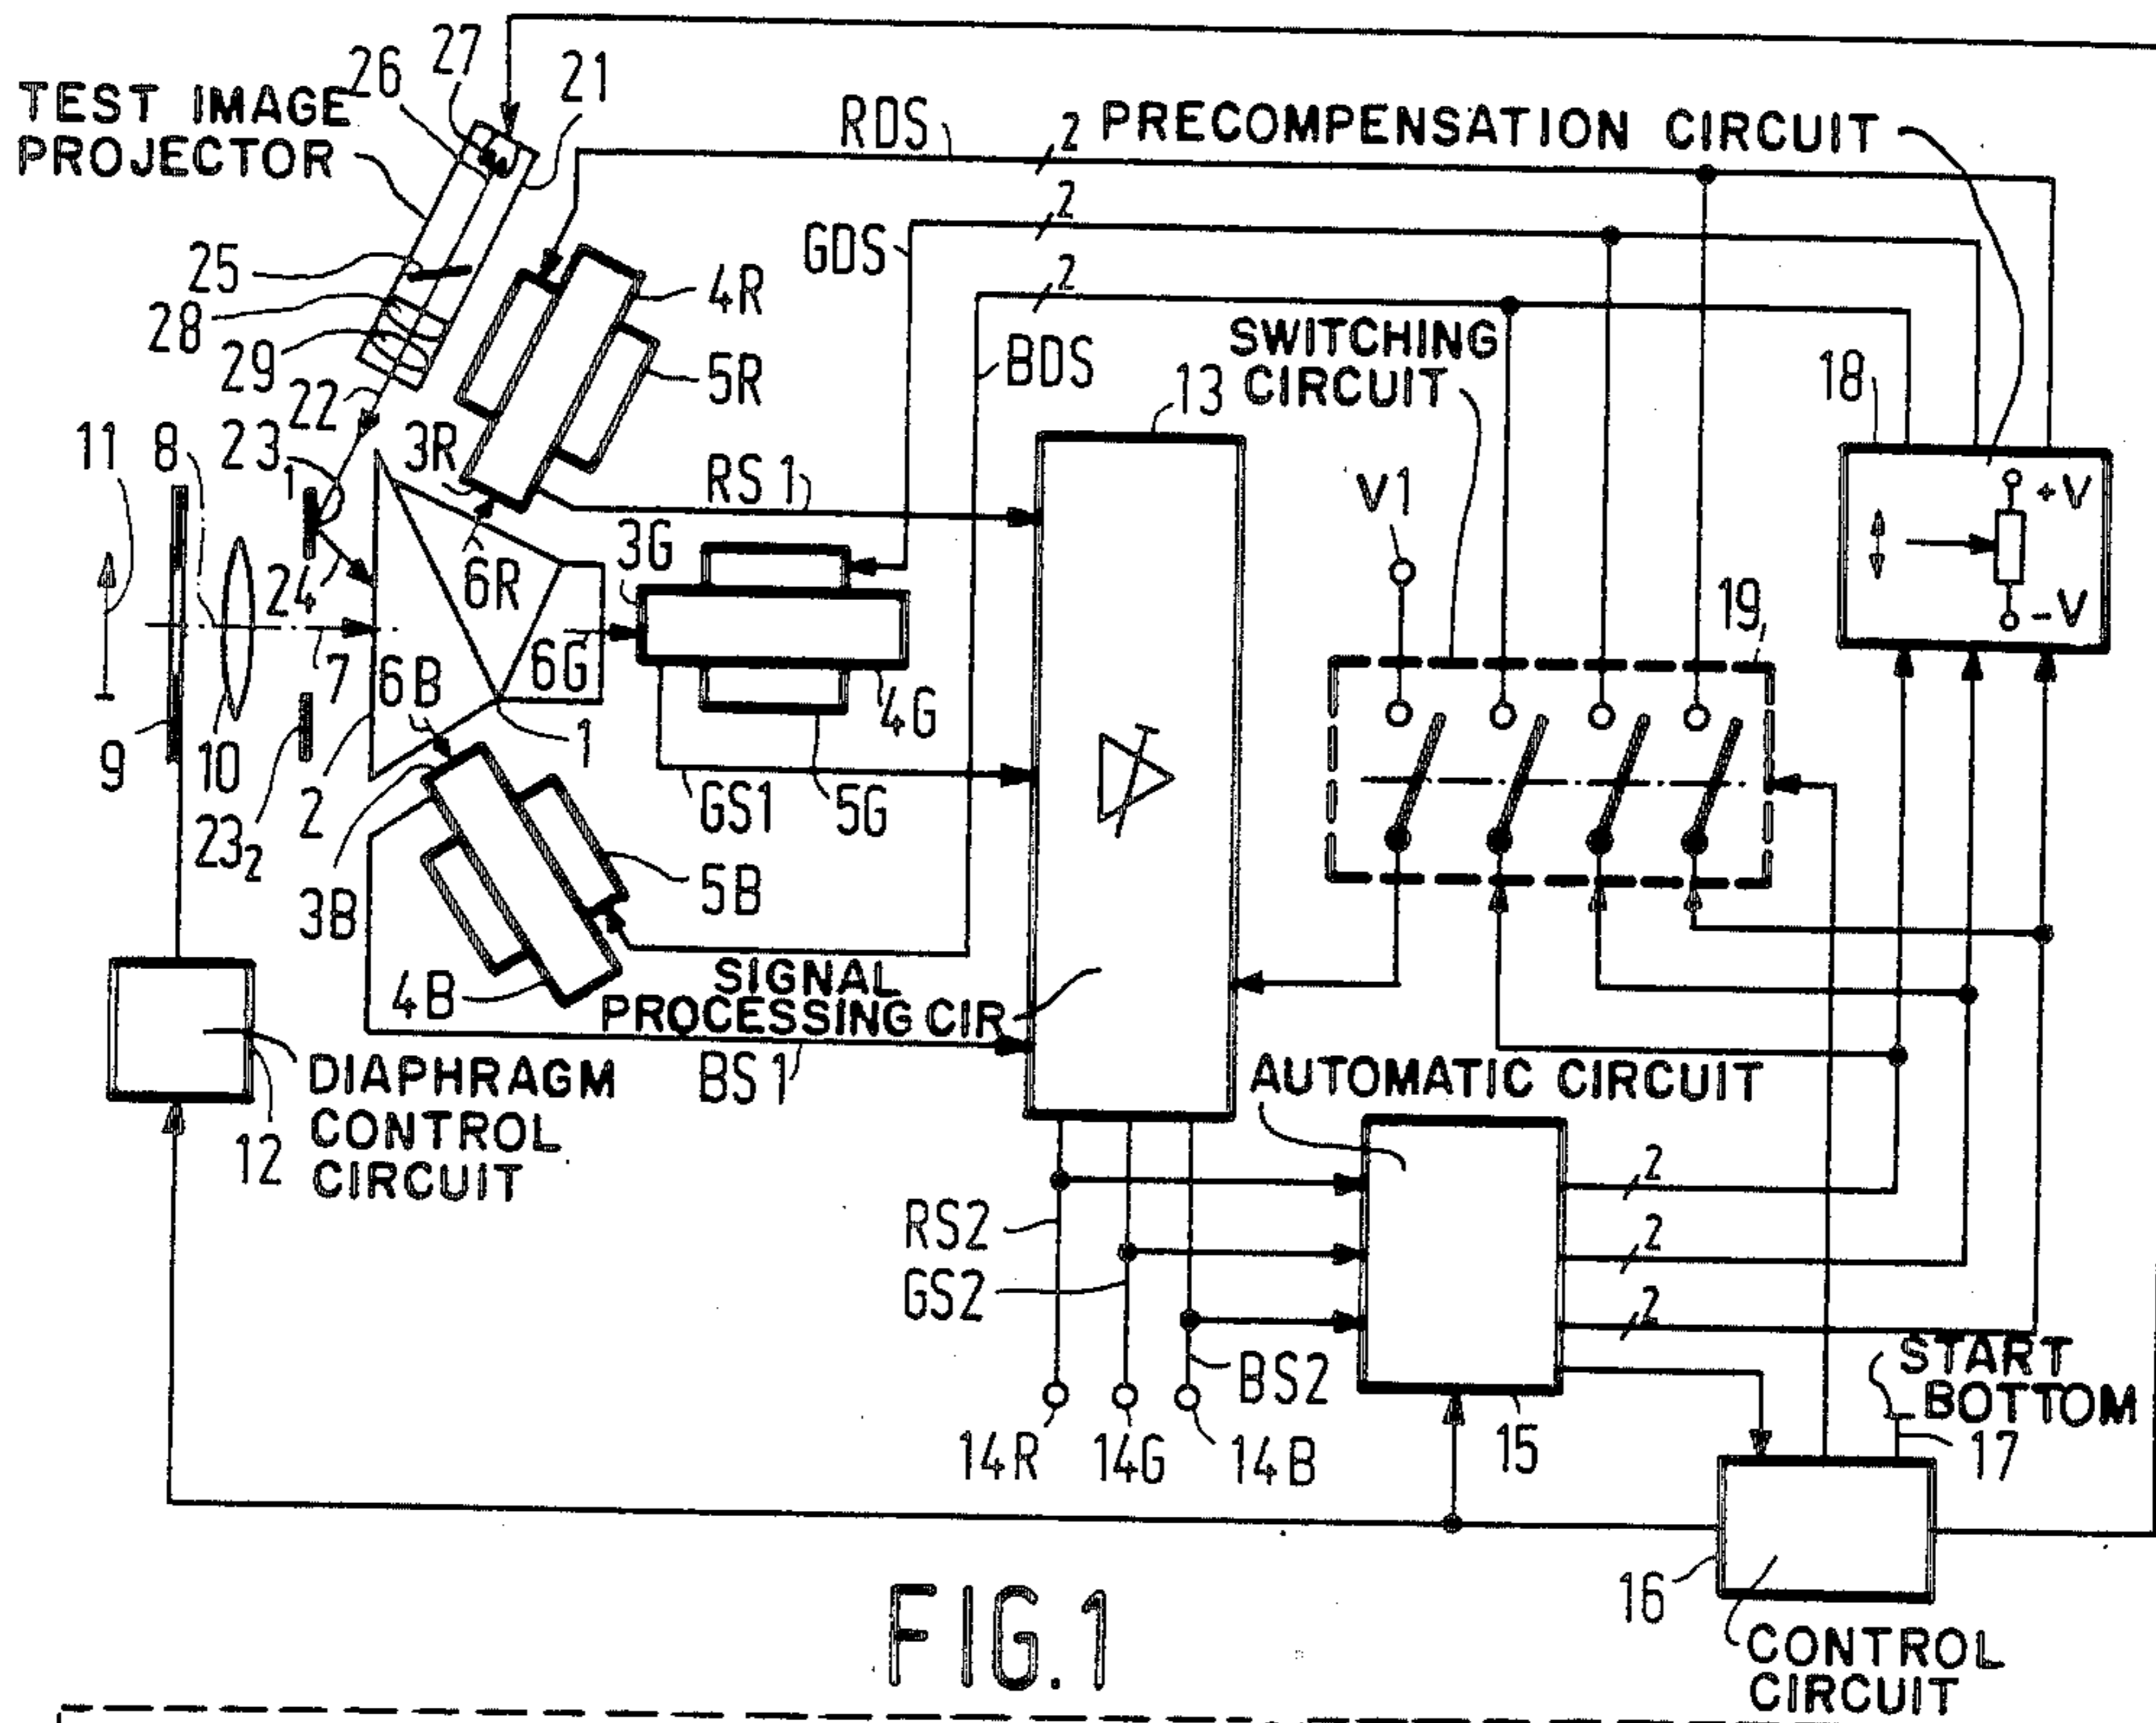 27
26
21
TEST IMAGE
PROJECTOR
RDS
2
PRECOMPENSATION CIRCUIT
2
GDS
25
4R
2
28
SWITCHING
CIRCUIT
29
5R
BDS
13
18
22
11
8
23
1
3R
RS1
V1
+V
3G
24
6R
19
-V
7
6B
6G
4G
9
10
2
1
GS1
5G
23
2
3B
5B
4B
SIGNAL
PROCESSING CIR
DIAPHRAGM
CONTROL
CIRCUIT
12
BS1
AUTOMATIC CIRCUIT
2
RS2
2
GS2
2
BS2
START
BOTTOM
14R
14G
14B
15
17
16
CONTROL
CIRCUIT
FIG.1